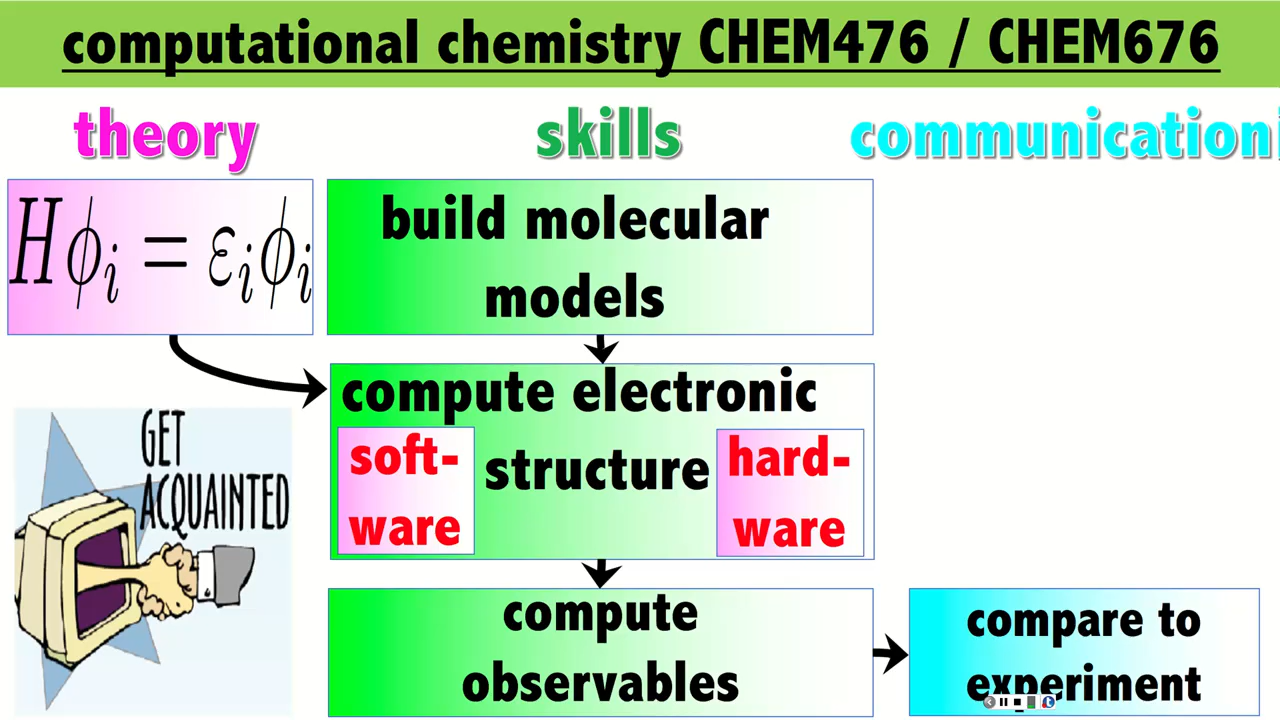 computational chemistry CHEM476 / CHEM676
theory
skills
communication
Hϕᵢ = εᵢϕᵢ
build molecular
models
compute electronic
structure
soft-
ware
hard-
ware
GET
ACQUAINTED
compute
observables
compare to
experiment